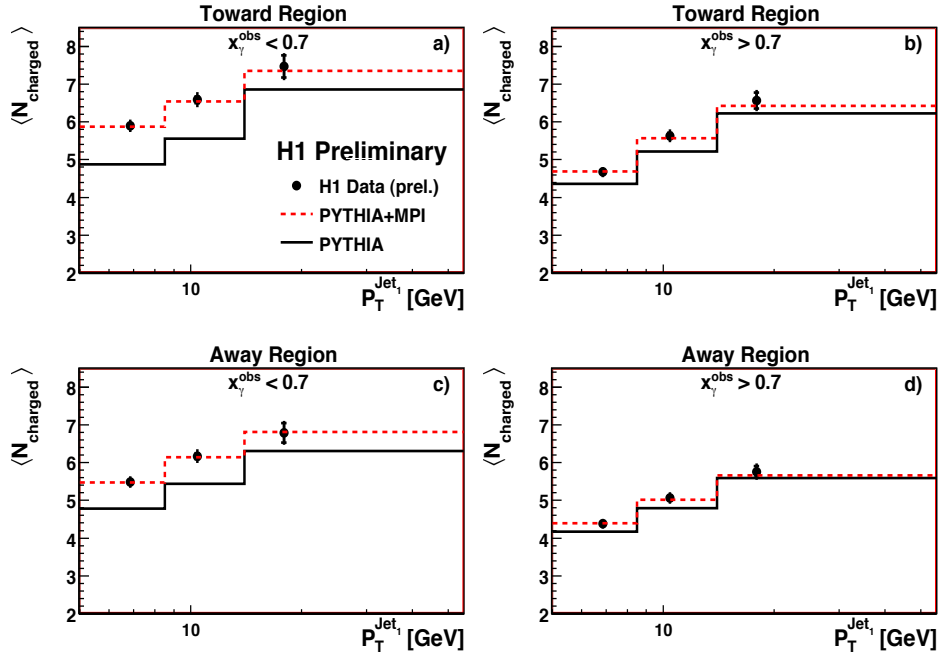 Toward Region
⟨N_charged⟩
x_γ^obs < 0.7
a)
8
7
6
5
4
3
2
H1 Preliminary
H1 Data (prel.)
PYTHIA+MPI
PYTHIA
10
P_T^Jet_1 [GeV]
Toward Region
⟨N_charged⟩
x_γ^obs > 0.7
b)
8
7
6
5
4
3
2
10
P_T^Jet_1 [GeV]
Away Region
⟨N_charged⟩
x_γ^obs < 0.7
c)
8
7
6
5
4
3
2
10
P_T^Jet_1 [GeV]
Away Region
⟨N_charged⟩
x_γ^obs > 0.7
d)
8
7
6
5
4
3
2
10
P_T^Jet_1 [GeV]